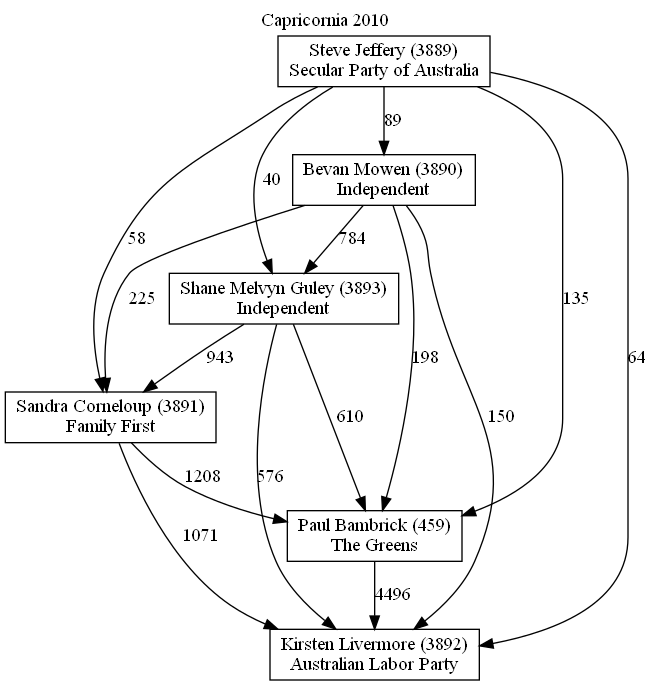 Capricornia 2010
Steve Jeffery (3889)
Secular Party of Australia
89
Bevan Mowen (3890)
Independent
40
784
58
225
135
64
Shane Melvyn Guley (3893)
Independent
943
198
610
150
Sandra Corneloup (3891)
Family First
1208
576
1071
Paul Bambrick (459)
The Greens
4496
Kirsten Livermore (3892)
Australian Labor Party